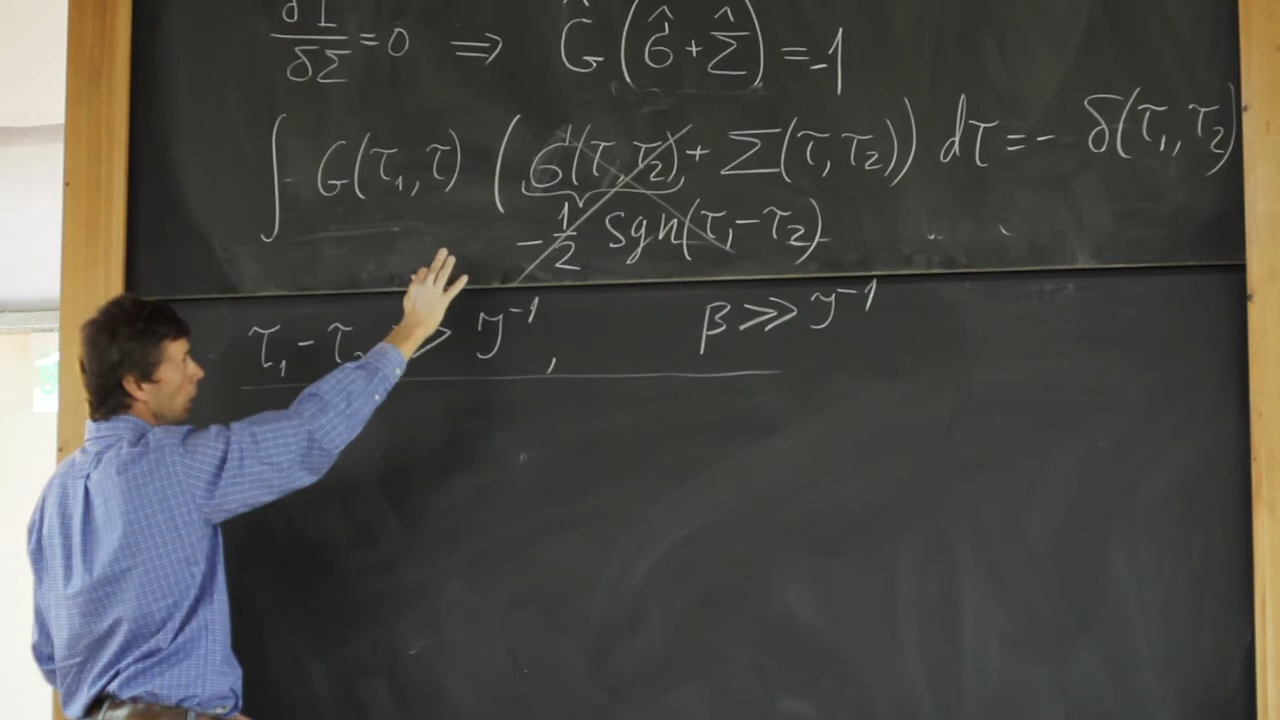 δI/δΣ = 0 ⇒ Ĝ(σ̂ + Σ̂) = -1
∫ G(τ₁, τ) (σ(τ, τ₂) + Σ(τ, τ₂)) dτ = - δ(τ₁, τ₂)
- 1/2 sgn(τ₁ - τ₂)
τ₁ - τ₂ >> J⁻¹, β >> J⁻¹